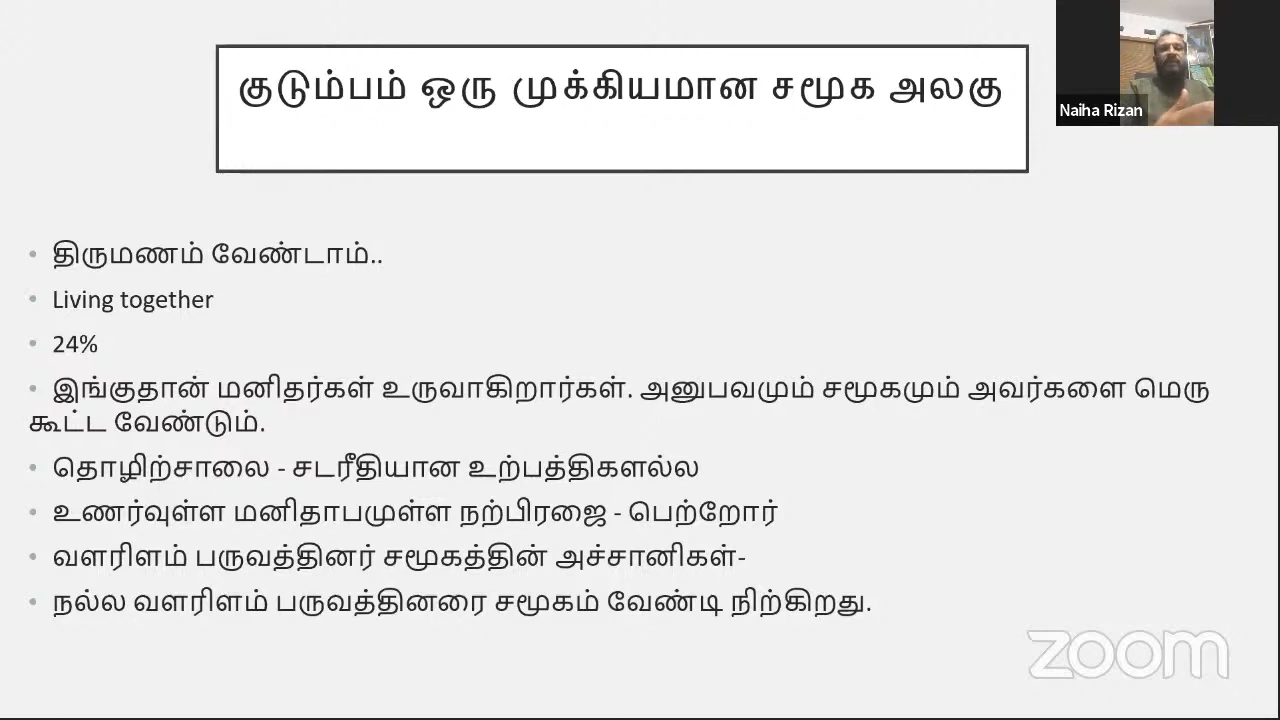 குடும்பம் ஒரு முக்கியமான சமூக அலகு
Naiha Rizan
• திருமணம் வேண்டாம்..
• Living together
• 24%
• இங்குதான் மனிதர்கள் உருவாகிறார்கள். அனுபவமும் சமூகமும் அவர்களை மெரு
கூட்ட வேண்டும்.
• தொழிற்சாலை - சடரீதியான உற்பத்திகளல்ல
• உணர்வுள்ள மனிதாபமுள்ள நற்பிரஜை - பெற்றோர்
• வளரிளம் பருவத்தினர் சமூகத்தின் அச்சானிகள்-
• நல்ல வளரிளம் பருவத்தினரை சமூகம் வேண்டி நிற்கிறது.
zoom